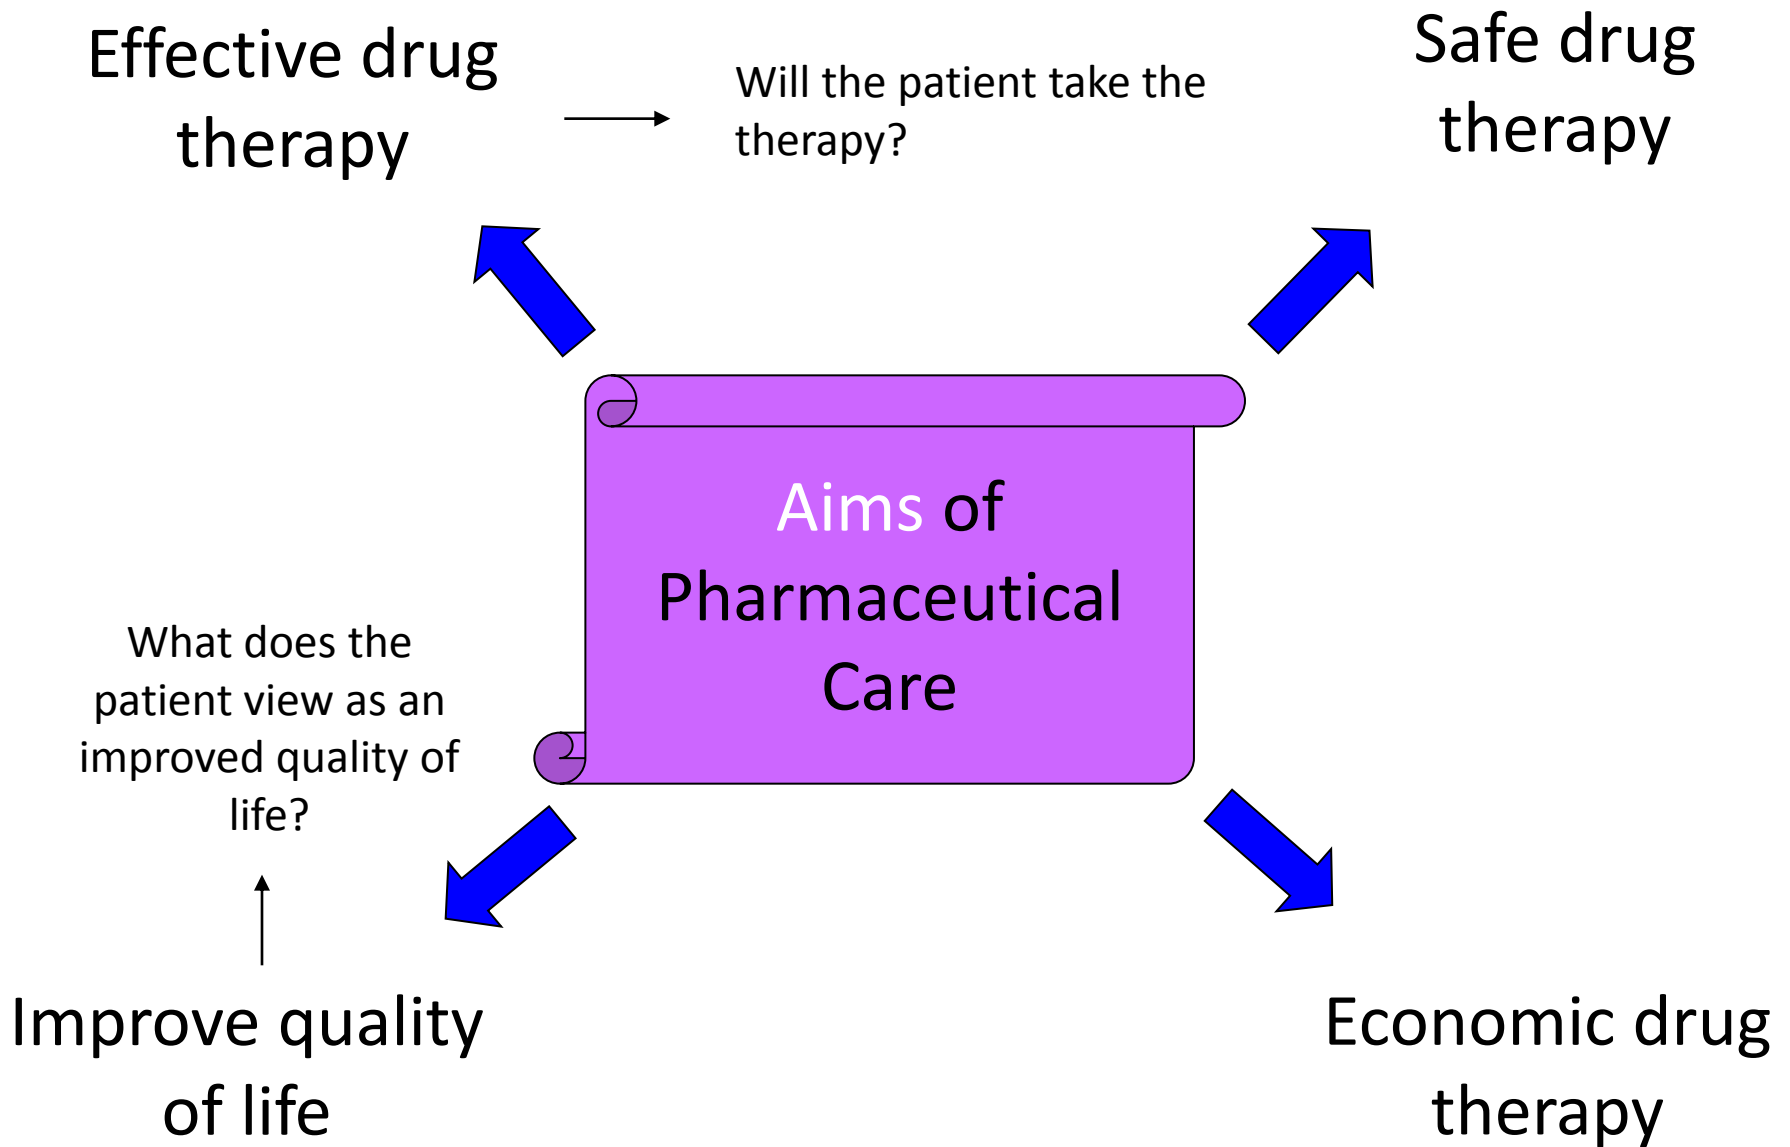 Effective drug
therapy
Will the patient take the
therapy?
Safe drug
therapy
Aims of
Pharmaceutical
Care
What does the
patient view as an
improved quality of
life?
Improve quality
of life
Economic drug
therapy